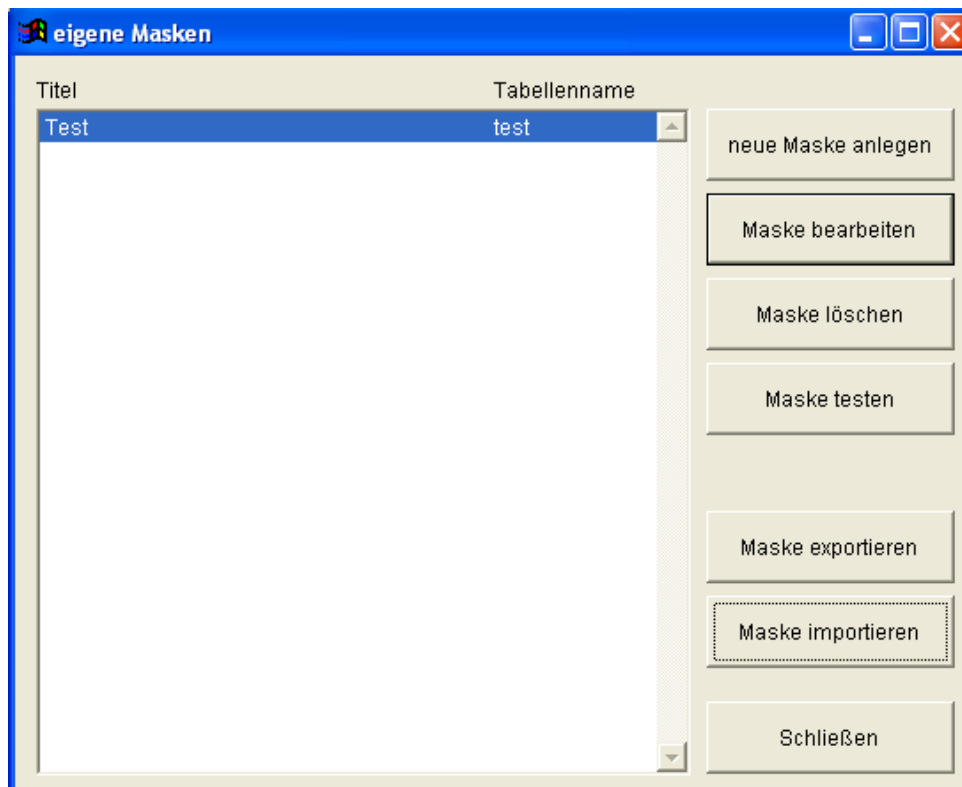 eigene Masken
Titel Tabellenname
Test test
neue Maske anlegen
Maske bearbeiten
Maske löschen
Maske testen
Maske exportieren
Maske importieren
Schließen